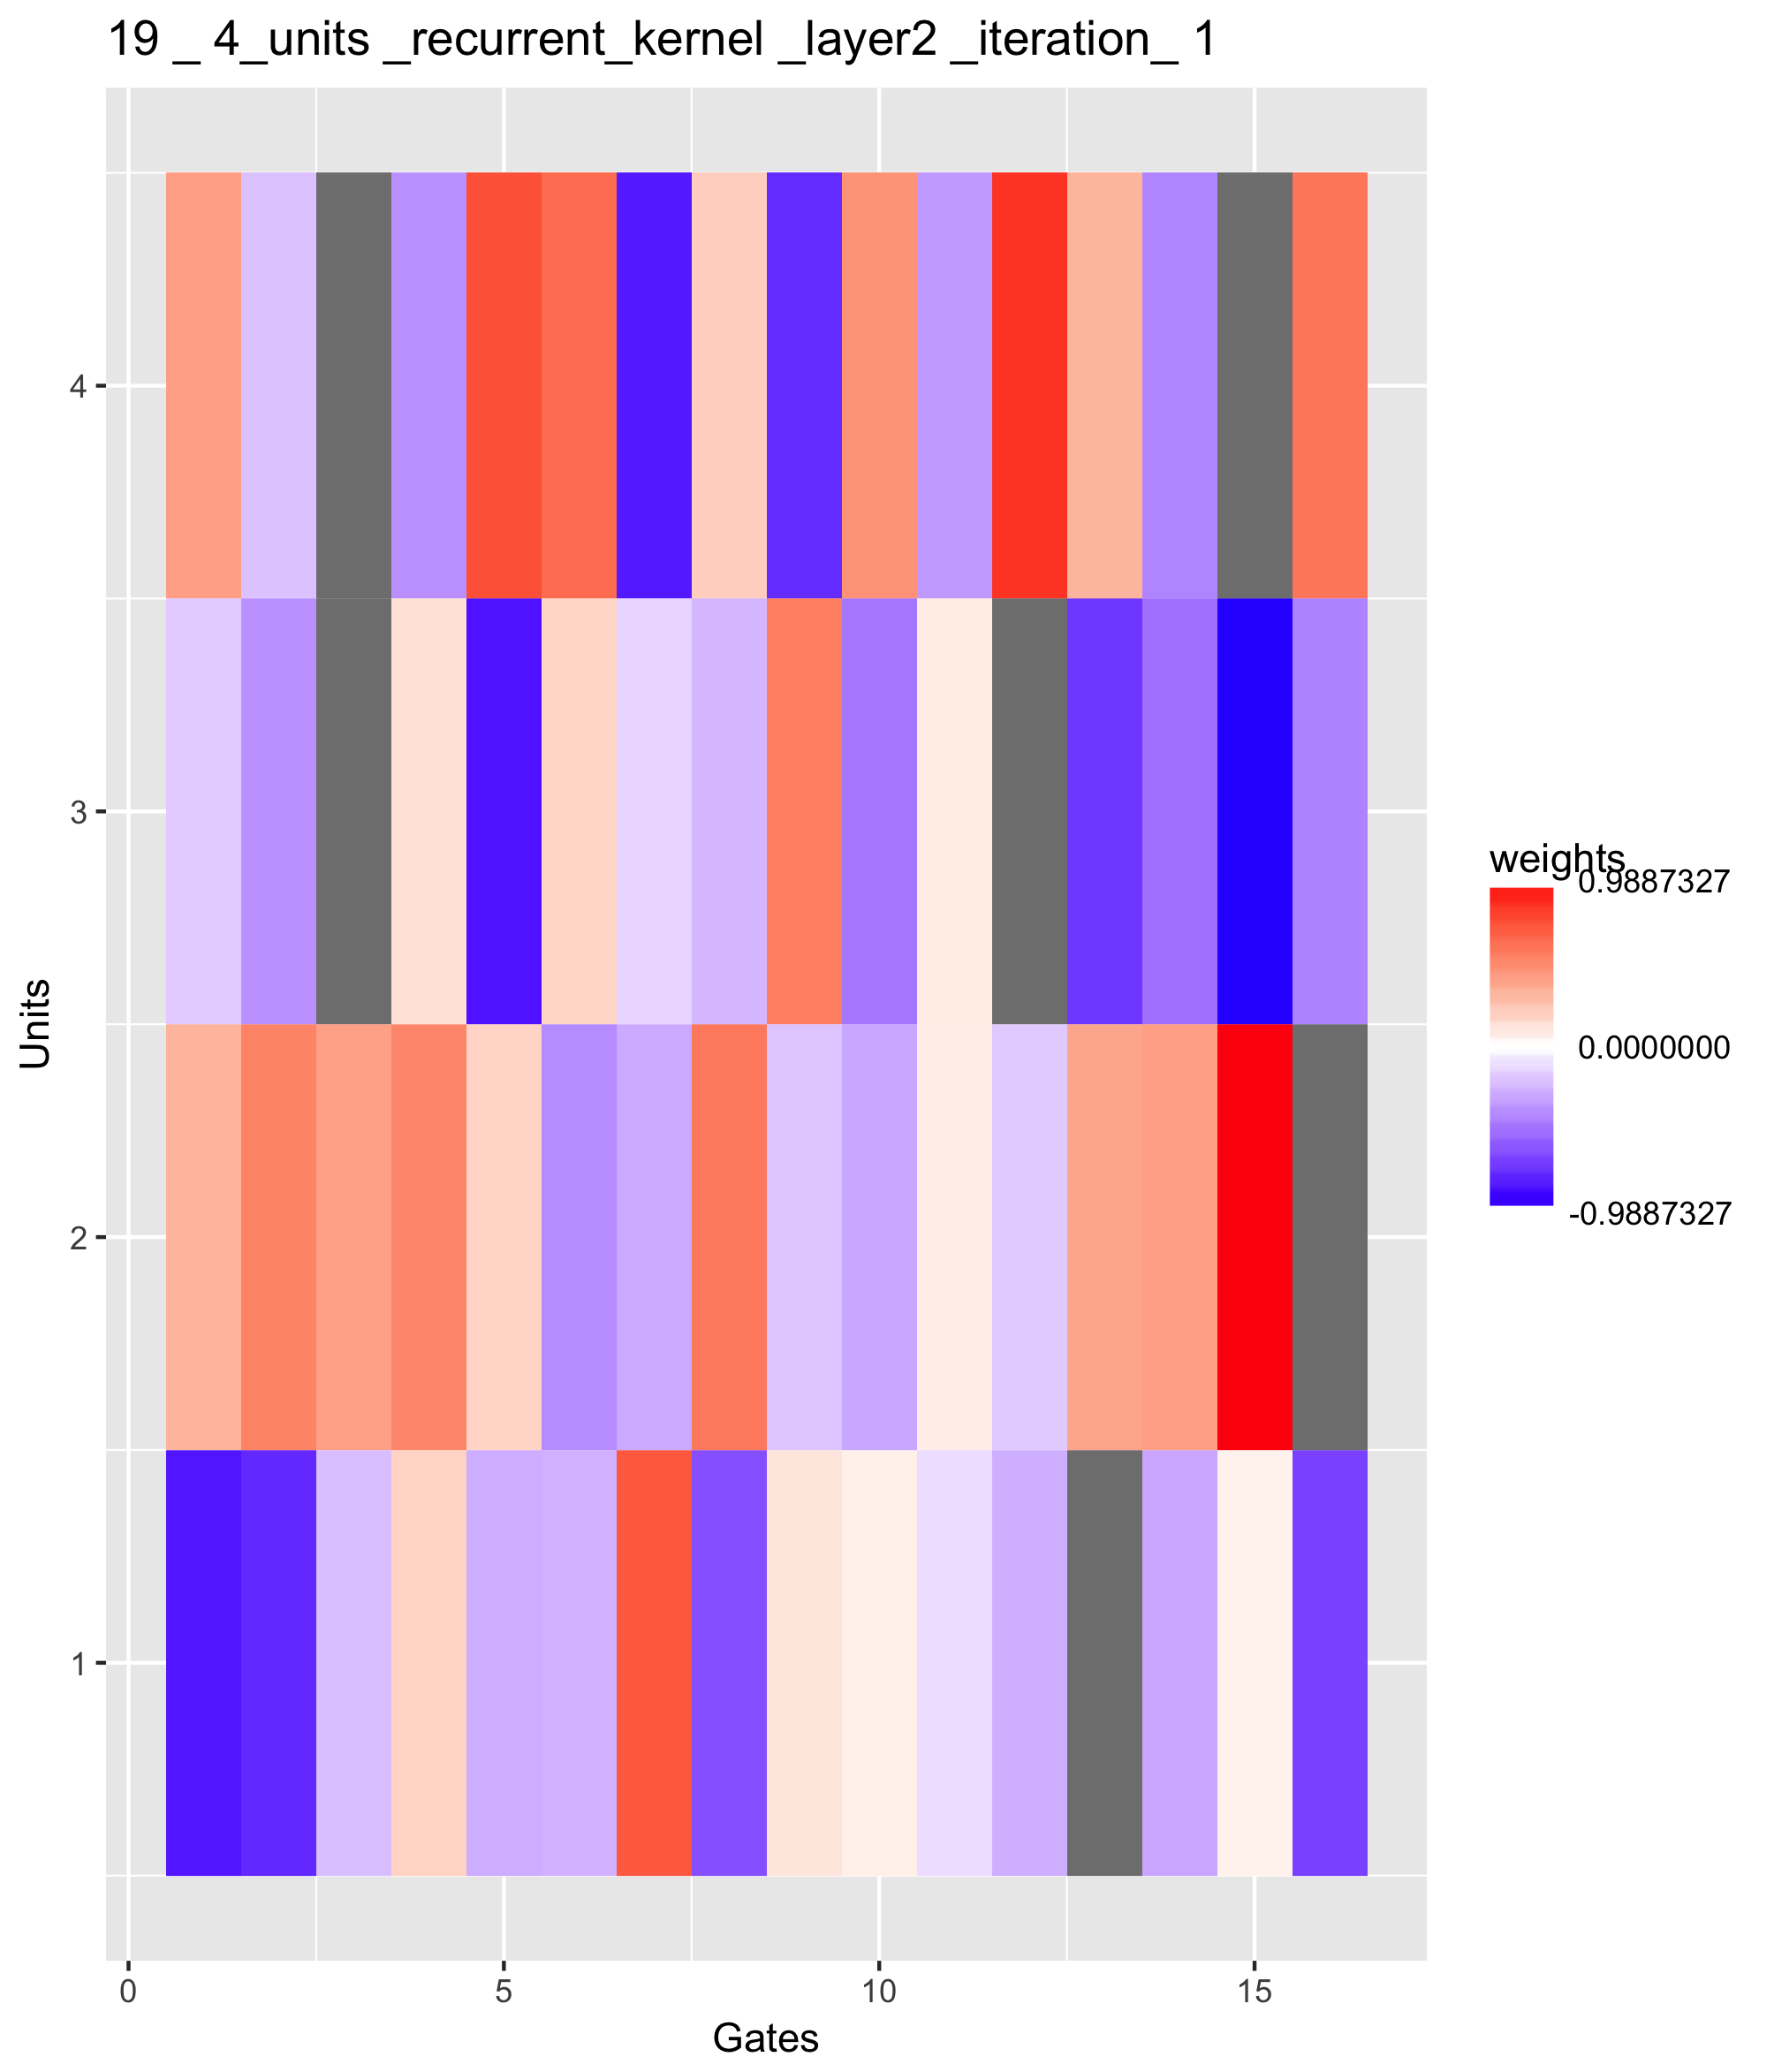 19 _ 4_units _recurrent_kernel _layer2 _iteration_ 1
4
3
2
1
Units
0 5 10 15
Gates
weights
0.9887327
0.0000000
-0.9887327